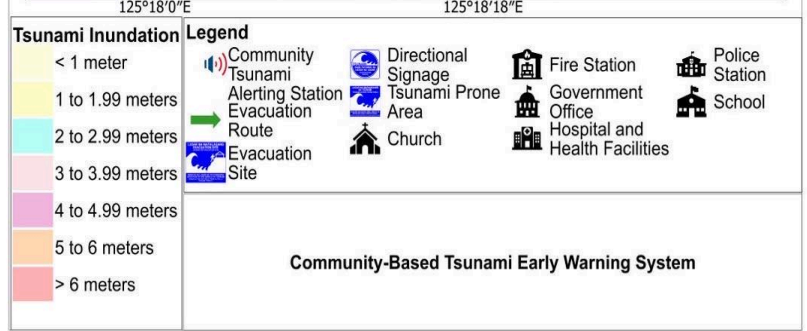 125°18'0"E
125°18'18"E
Tsunami Inundation
< 1 meter
1 to 1.99 meters
2 to 2.99 meters
3 to 3.99 meters
4 to 4.99 meters
5 to 6 meters
> 6 meters
Legend
Community
Tsunami
Alerting Station
Evacuation
Route
Evacuation
Site
Directional
Signage
Tsunami Prone
Area
Church
Fire Station
Government
Office
Hospital and
Health Facilities
Police
Station
School
Community-Based Tsunami Early Warning System